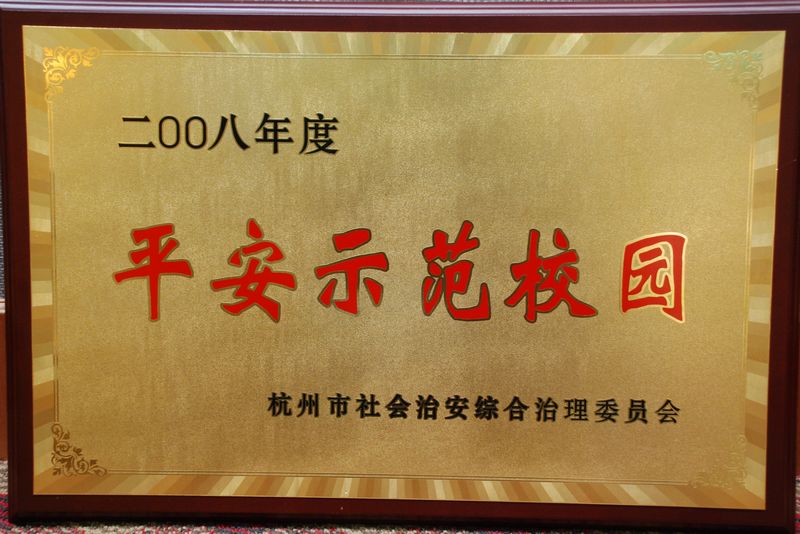 二００八年度
平安示范校园
杭州市社会治安综合治理委员会